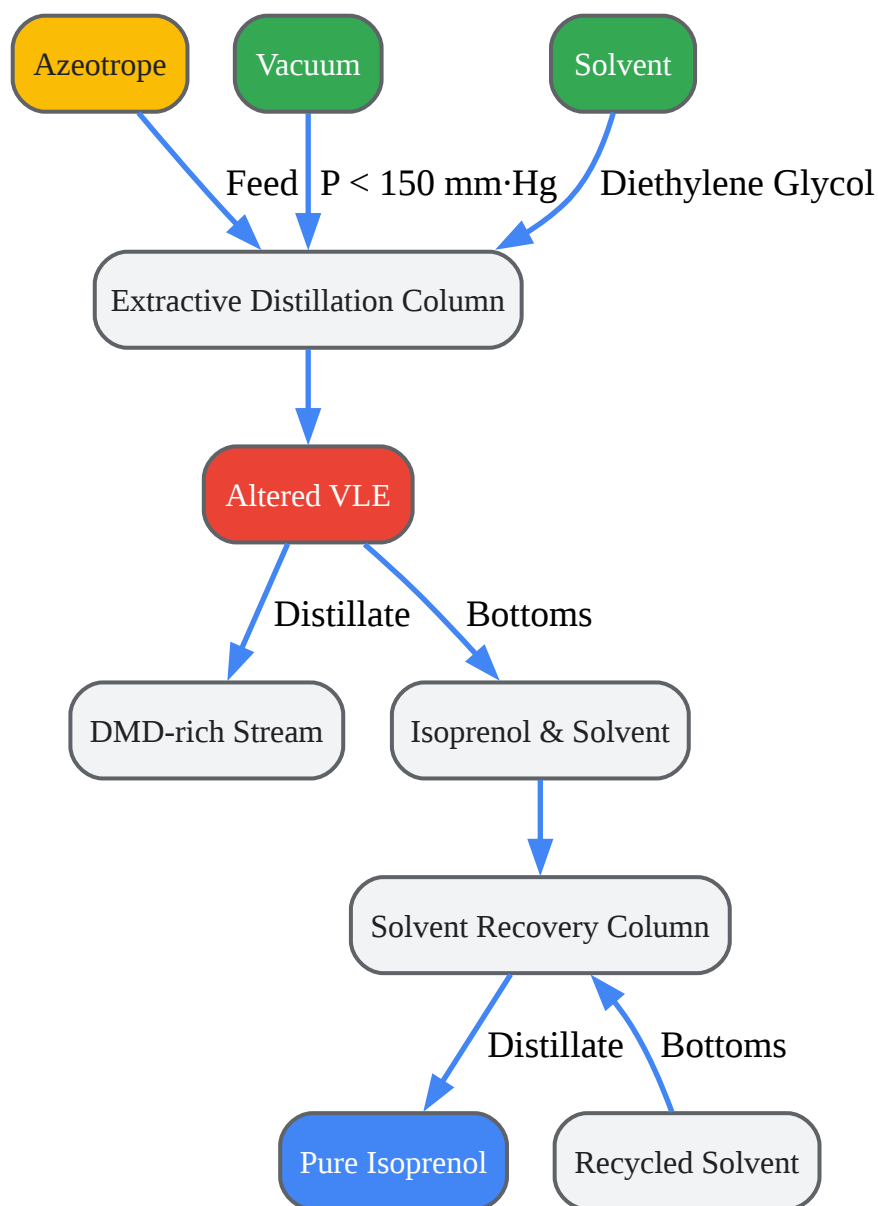 Azeotrope
Vacuum
Solvent
Feed
P < 150 mm·Hg
Diethylene Glycol
Extractive Distillation Column
Altered VLE
Distillate
Bottoms
DMD-rich Stream
Isoprenol & Solvent
Solvent Recovery Column
Distillate
Bottoms
Pure Isoprenol
Recycled Solvent